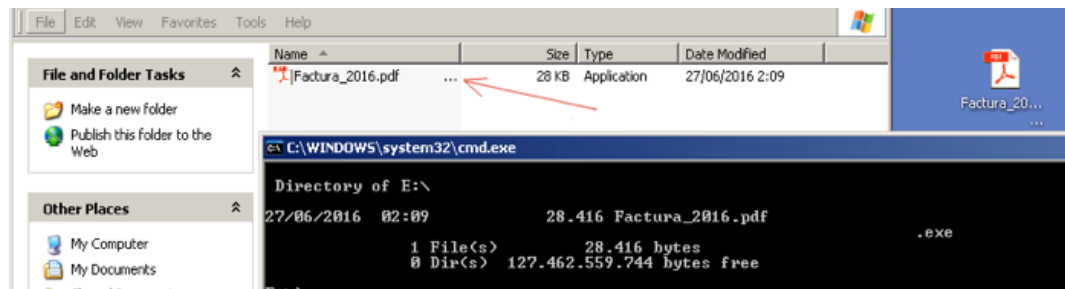 File Edit View Favorites Tools Help
Name Size Type Date Modified
File and Folder Tasks
Factura_2016.pdf ... 28 KB Application 27/06/2016 2:09
Make a new folder
Publish this folder to the
Web
PDF
Factura_20...
...
C:\WINDOWS\system32\cmd.exe
Directory of E:\
27/06/2016 02:09 28.416 Factura_2016.pdf
.exe
1 File(s) 28.416 bytes
0 Dir(s) 127.462.559.744 bytes free
Other Places
My Computer
My Documents